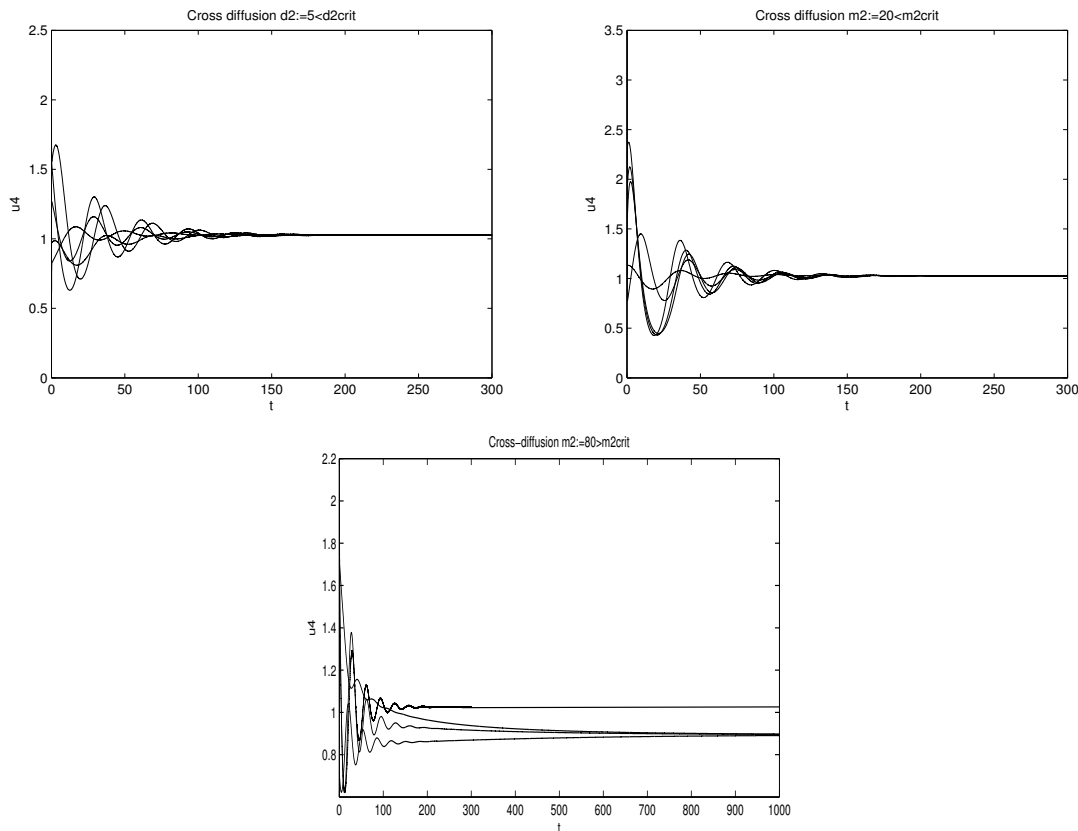 Cross diffusion d2:=5<d2crit
2.5
2
1.5
1
0.5
0
u4
0 50 100 150 200 250 300
t
Cross diffusion m2:=20<m2crit
3.5
3
2.5
2
1.5
1
0.5
0
u4
0 50 100 150 200 250 300
t
Cross−diffusion m2:=80>m2crit
2.2
2
1.8
1.6
1.4
1.2
1
0.8
u4
0 100 200 300 400 500 600 700 800 900 1000
t